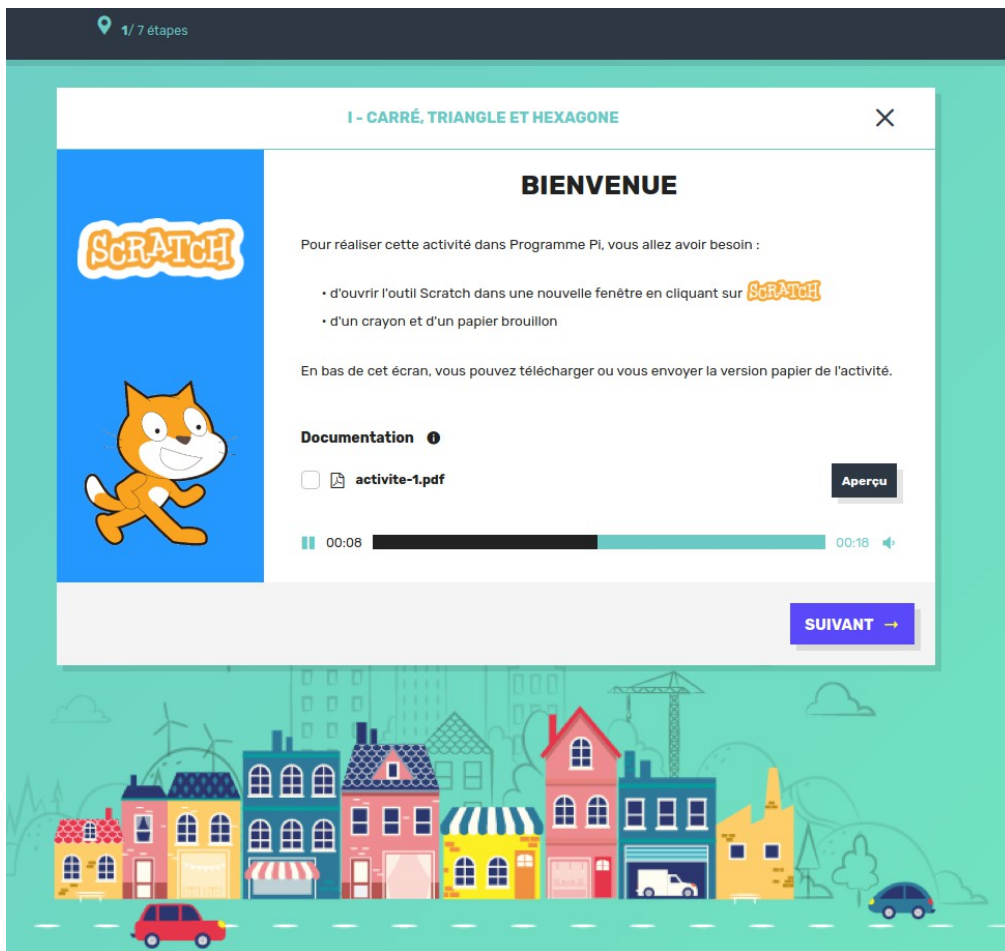 1/ 7 étapes
I - CARRÉ, TRIANGLE ET HEXAGONE
BIENVENUE
SCRATCH
Pour réaliser cette activité dans Programme Pi, vous allez avoir besoin :
• d'ouvrir l'outil Scratch dans une nouvelle fenêtre en cliquant sur SCRATCH
• d'un crayon et d'un papier brouillon
En bas de cet écran, vous pouvez télécharger ou vous envoyer la version papier de l'activité.
Documentation
activite-1.pdf
Aperçu
00:08 00:18
SUIVANT →